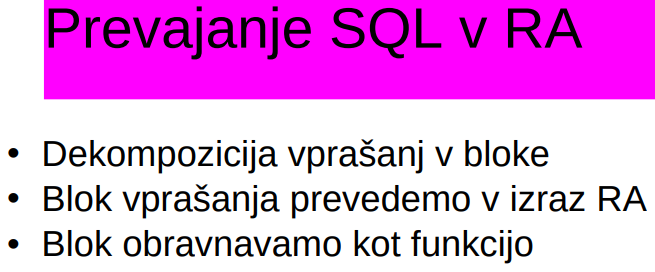 Prevajanje SQL v RA
• Dekompozicija vprašanj v bloke
• Blok vprašanja prevedemo v izraz RA
• Blok obravnavamo kot funkcijo